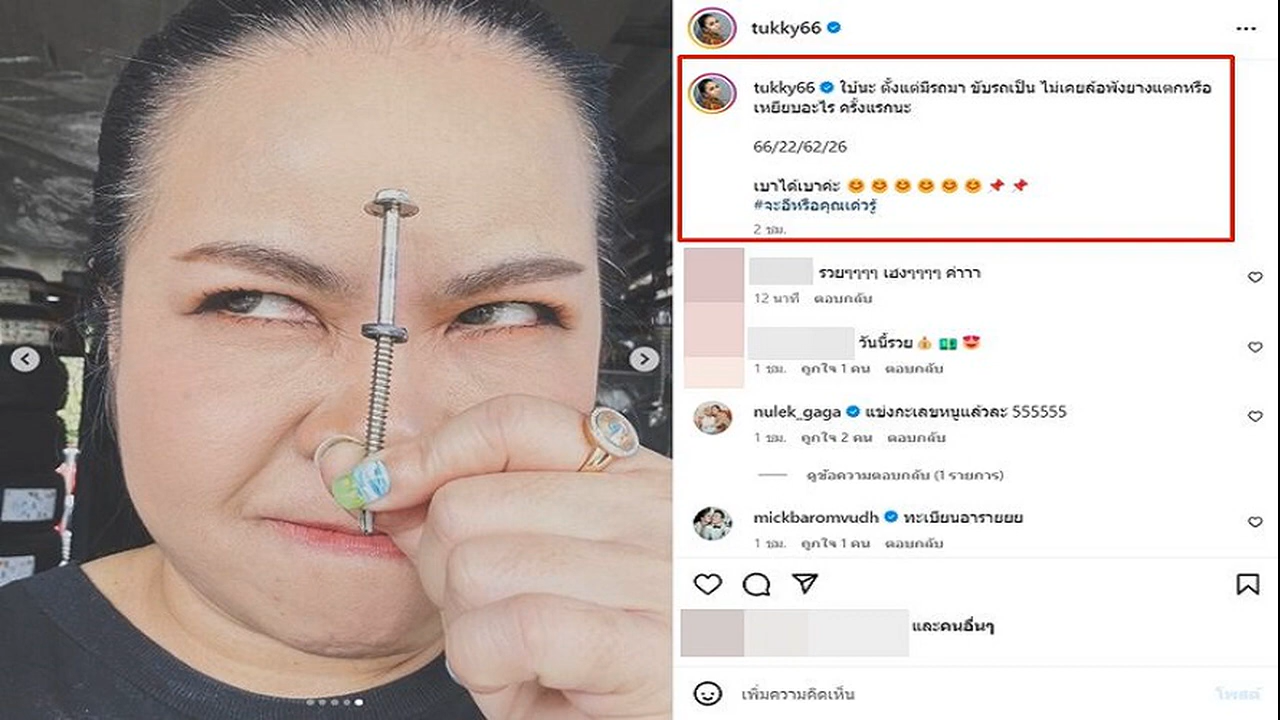 tukky66
tukky66 ใบ้นะ ตั้งแต่มีรถมา ขับรถเป็น ไม่เคยล้อพังยางแตกหรือ
เหยียบอะไร ครั้งแรกนะ
66/22/62/26
เบาได้เบาค่ะ 😊😊😊😊😊😊📌📌
#จะอีหรือคุณเด่วรู้
2 ชม.
รวยๆๆๆๆ เฮงๆๆๆๆ ค่าาา
12 นาที ตอบกลับ
วันนี้รวย💰💵😍
1 ชม. ถูกใจ 1 คน ตอบกลับ
nulek_gaga แข่งกะเลขหนูแล้วละ 555555
1 ชม. ถูกใจ 2 คน ตอบกลับ
ดูข้อความตอบกลับ (1 รายการ)
mickbaromvudh ทะเบียนอารายยย
1 ชม. ถูกใจ 1 คน ตอบกลับ
และคนอื่นๆ
เพิ่มความคิดเห็น
โพสต์